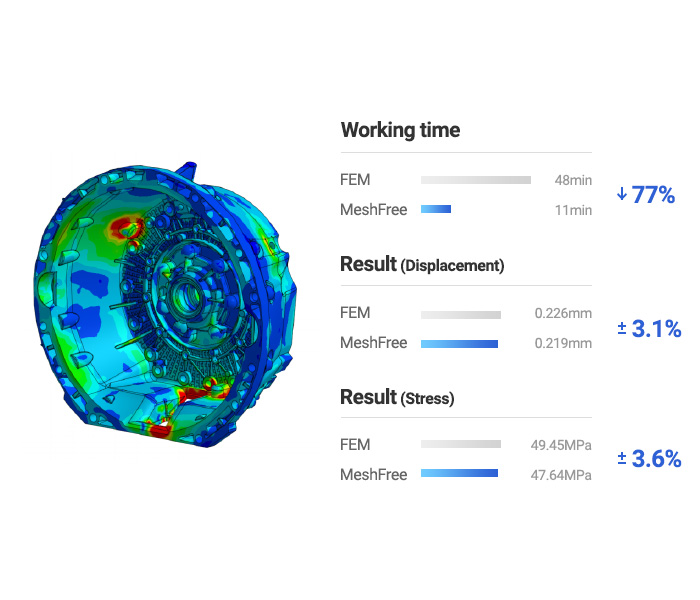 Working time
FEM 48min
MeshFree 11min
↓ 77%
Result (Displacement)
FEM 0.226mm
MeshFree 0.219mm
± 3.1%
Result (Stress)
FEM 49.45MPa
MeshFree 47.64MPa
± 3.6%